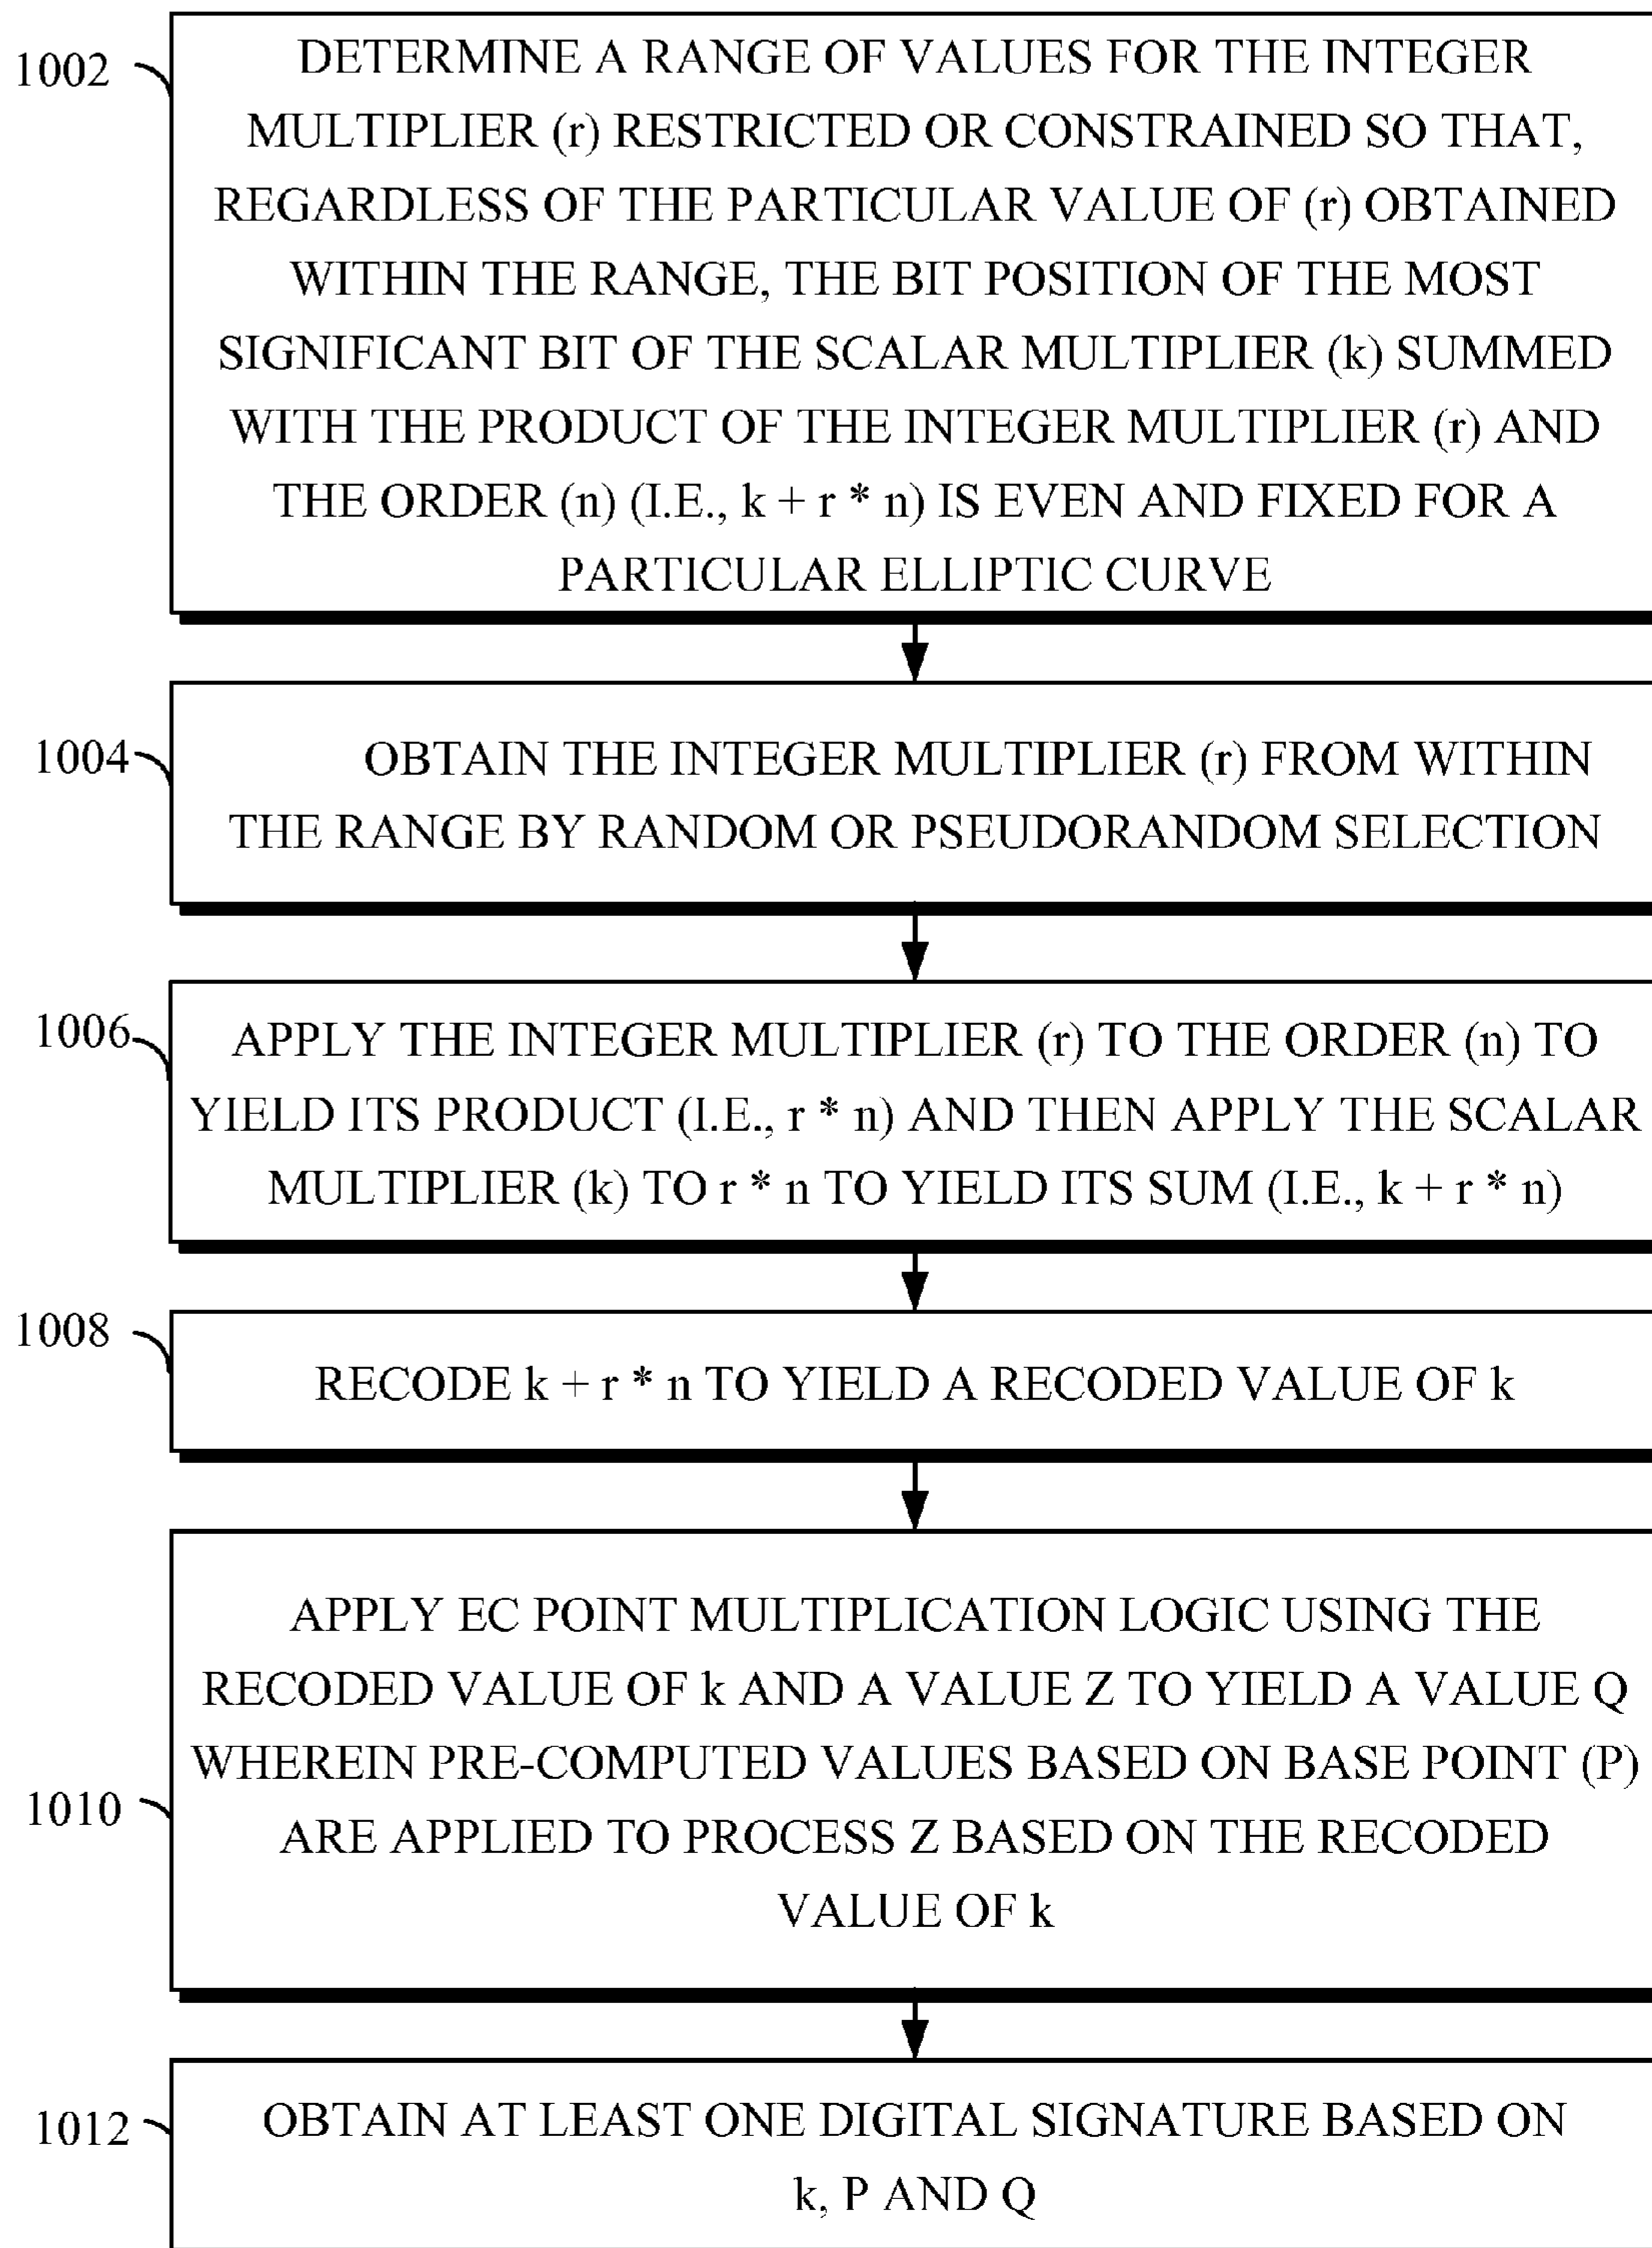 1002
DETERMINE A RANGE OF VALUES FOR THE INTEGER
MULTIPLIER (r) RESTRICTED OR CONSTRAINED SO THAT,
REGARDLESS OF THE PARTICULAR VALUE OF (r) OBTAINED
WITHIN THE RANGE, THE BIT POSITION OF THE MOST
SIGNIFICANT BIT OF THE SCALAR MULTIPLIER (k) SUMMED
WITH THE PRODUCT OF THE INTEGER MULTIPLIER (r) AND
THE ORDER (n) (I.E., k + r * n) IS EVEN AND FIXED FOR A
PARTICULAR ELLIPTIC CURVE
1004
OBTAIN THE INTEGER MULTIPLIER (r) FROM WITHIN
THE RANGE BY RANDOM OR PSEUDORANDOM SELECTION
1006
APPLY THE INTEGER MULTIPLIER (r) TO THE ORDER (n) TO
YIELD ITS PRODUCT (I.E., r * n) AND THEN APPLY THE SCALAR
MULTIPLIER (k) TO r * n TO YIELD ITS SUM (I.E., k + r * n)
1008
RECODE k + r * n TO YIELD A RECODED VALUE OF k
1010
APPLY EC POINT MULTIPLICATION LOGIC USING THE
RECODED VALUE OF k AND A VALUE Z TO YIELD A VALUE Q
WHEREIN PRE-COMPUTED VALUES BASED ON BASE POINT (P)
ARE APPLIED TO PROCESS Z BASED ON THE RECODED
VALUE OF k
1012
OBTAIN AT LEAST ONE DIGITAL SIGNATURE BASED ON
k, P AND Q